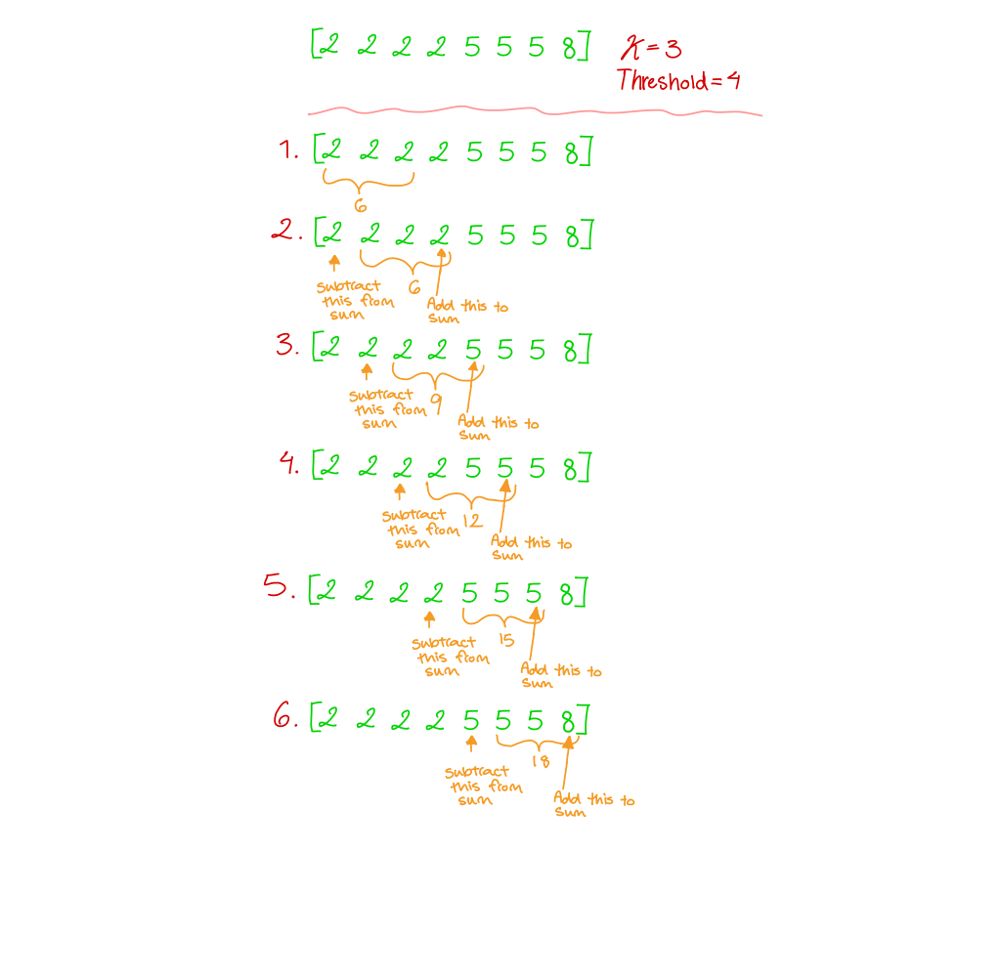 [2 2 2 2 5 5 5 8] K = 3
Threshold = 4
1. [2 2 2 2 5 5 5 8]
6
2. [2 2 2 2 5 5 5 8]
subtract
this from
sum
6
Add this to
sum
3. [2 2 2 2 5 5 5 8]
subtract
this from
sum
9
Add this to
sum
4. [2 2 2 2 5 5 5 8]
subtract
this from
sum
12
Add this to
sum
5. [2 2 2 2 5 5 5 8]
subtract
this from
sum
15
Add this to
sum
6. [2 2 2 2 5 5 5 8]
subtract
this from
sum
18
Add this to
sum